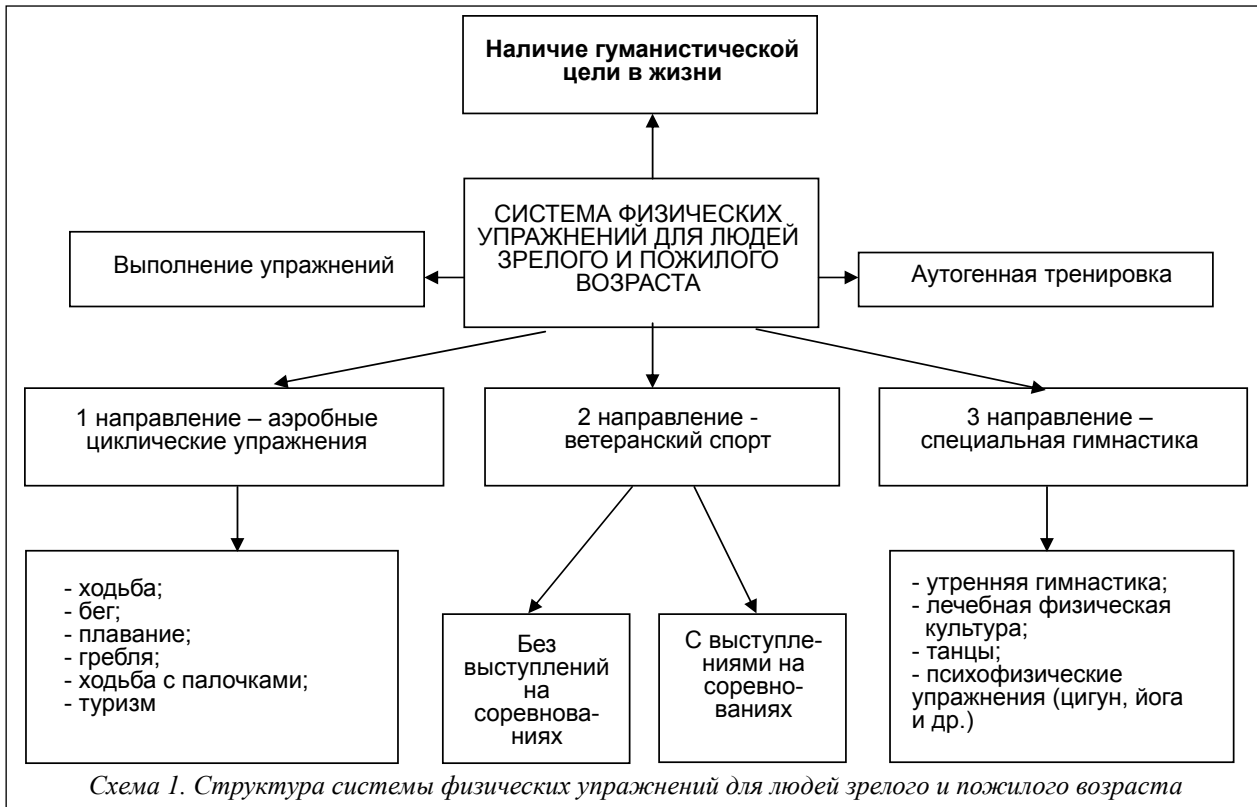 Наличие гуманистической
цели в жизни
СИСТЕМА ФИЗИЧЕСКИХ
УПРАЖНЕНИЙ ДЛЯ ЛЮДЕЙ
ЗРЕЛОГО И ПОЖИЛОГО
ВОЗРАСТА
Выполнение упражнений
Аутогенная тренировка
1 направление – аэробные
циклические упражнения
2 направление -
ветеранский спорт
3 направление –
специальная гимнастика
- ходьба;
- бег;
- плавание;
- гребля;
- ходьба с палочками;
- туризм
Без
выступлений
на
соревнова-
ниях
С выступле-
ниями на
соревно-
ваниях
- утренняя гимнастика;
- лечебная физическая
культура;
- танцы;
- психофизические
упражнения (цигун, йога
и др.)
Схема 1. Структура системы физических упражнений для людей зрелого и пожилого возраста